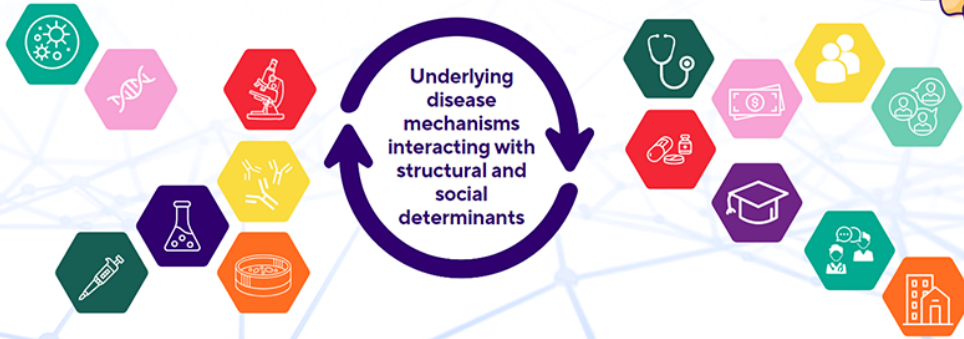 Underlying
disease
mechanisms
interacting with
structural and
social
determinants